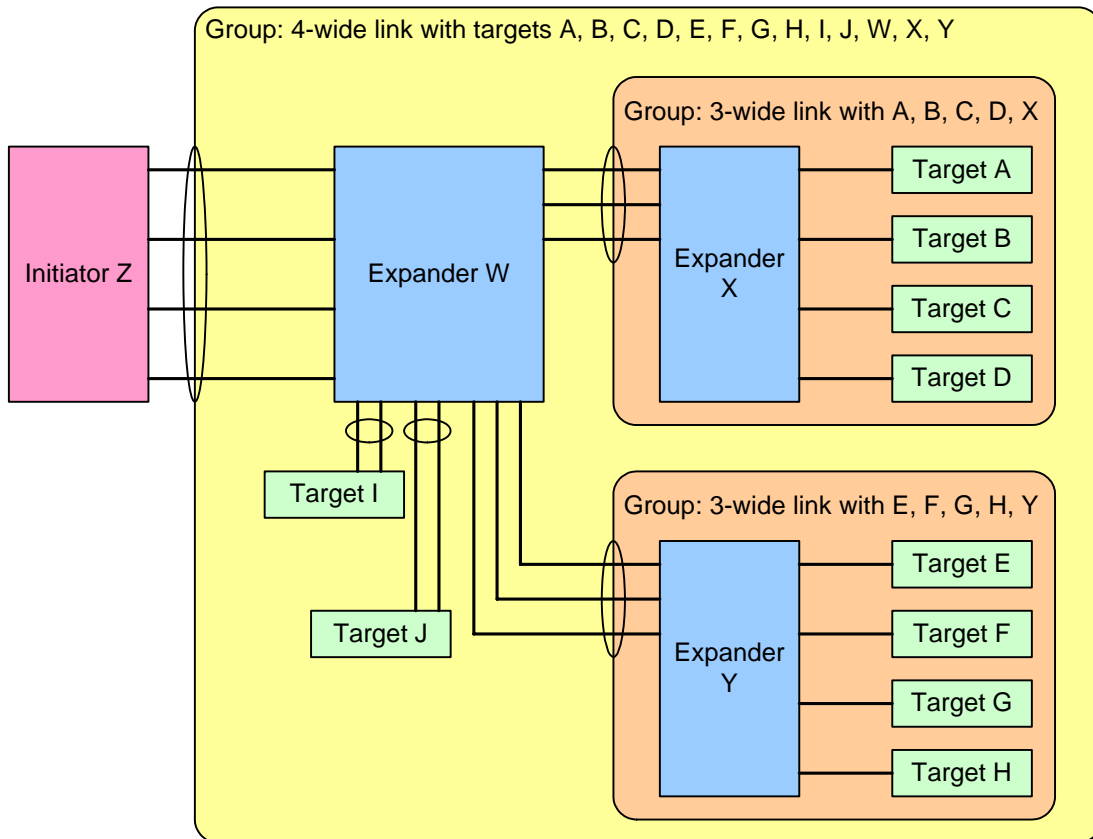 Group: 4-wide link with targets A, B, C, D, E, F, G, H, I, J, W, X, Y
Group: 3-wide link with A, B, C, D, X
Initiator Z
Expander W
Expander
X
Target A
Target B
Target C
Target D
Target I
Target J
Group: 3-wide link with E, F, G, H, Y
Expander
Y
Target E
Target F
Target G
Target H